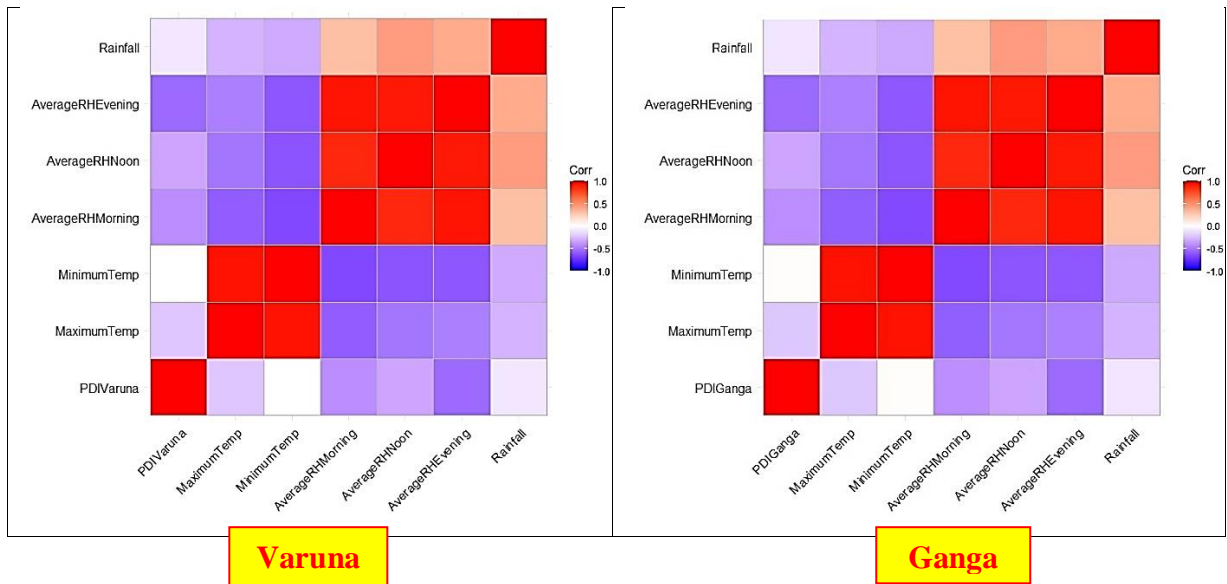 Rainfall
AverageRHEvening
AverageRHNoon
AverageRHMorning
MinimumTemp
MaximumTemp
PDIVaruna
PDIVaruna
MaximumTemp
MinimumTemp
AverageRHMorning
AverageRHNoon
AverageRHEvening
Rainfall
Corr
1.0
0.5
0.0
-0.5
-1.0
Varuna
Rainfall
AverageRHEvening
AverageRHNoon
AverageRHMorning
MinimumTemp
MaximumTemp
PDIGanga
PDIGanga
MaximumTemp
MinimumTemp
AverageRHMorning
AverageRHNoon
AverageRHEvening
Rainfall
Corr
1.0
0.5
0.0
-0.5
-1.0
Ganga